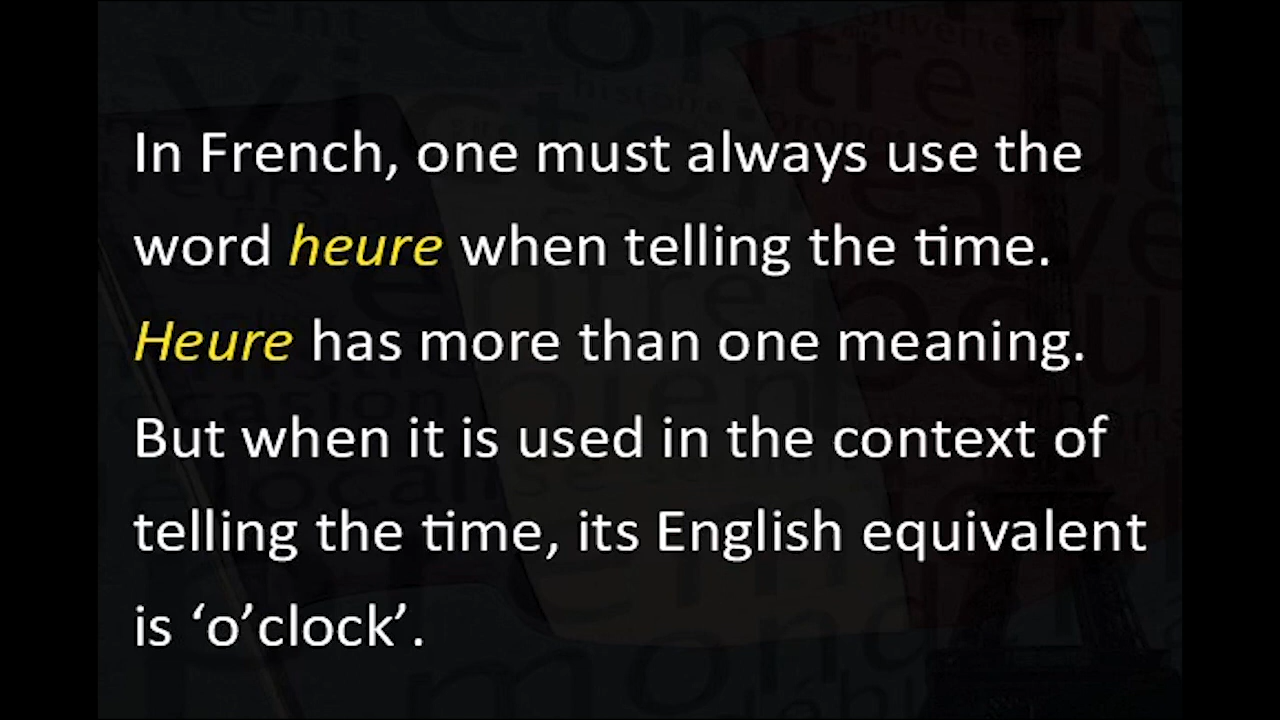 In French, one must always use the
word heure when telling the time.
Heure has more than one meaning.
But when it is used in the context of
telling the time, its English equivalent
is ‘o’clock’.